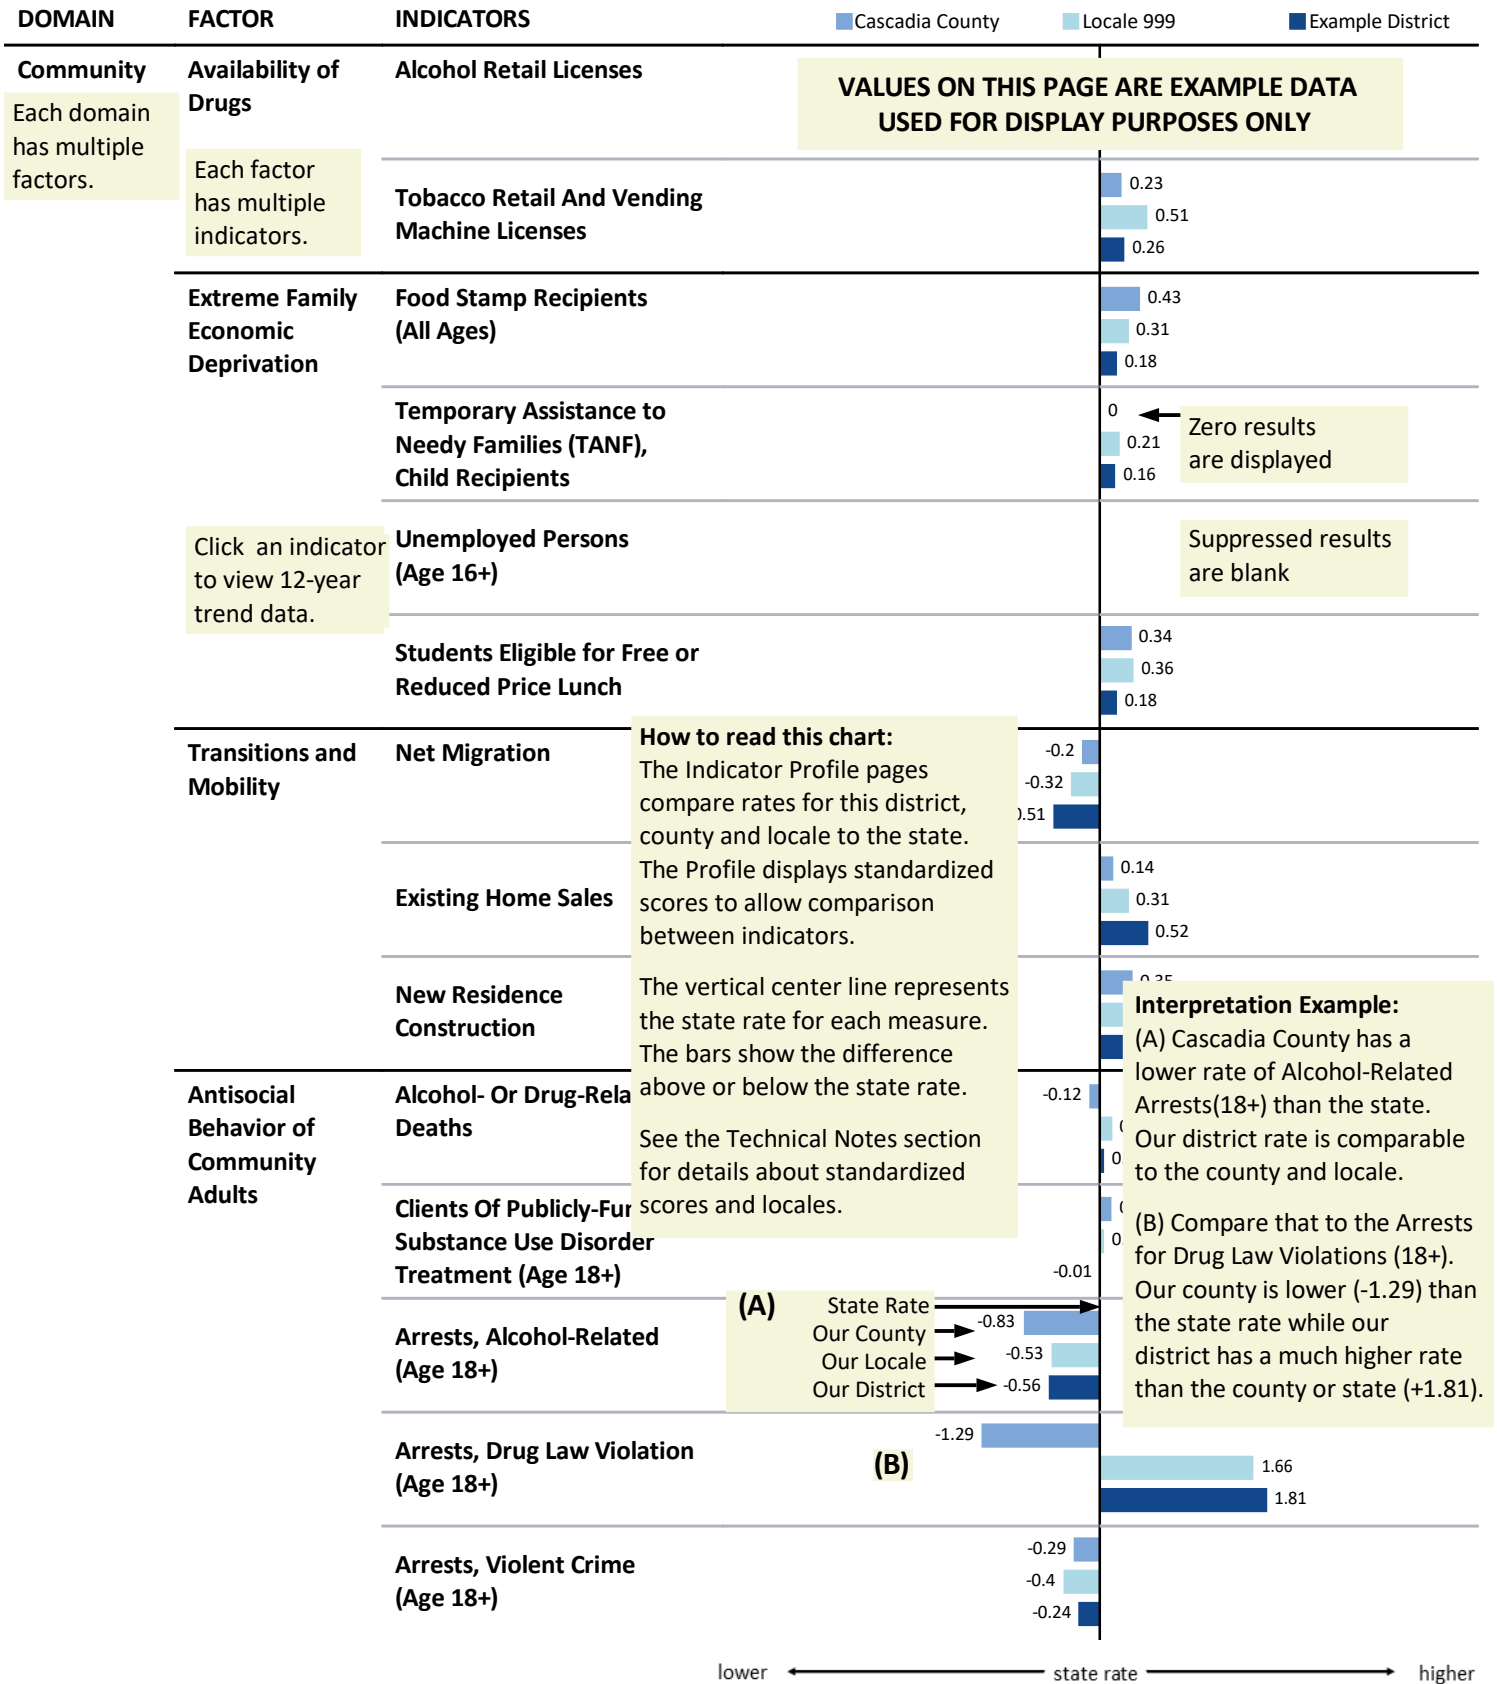 DOMAIN FACTOR INDICATORS Cascadia County Locale 999 Example District
Community
Each domain
has multiple
factors.
Availability of
Drugs
Each factor
has multiple
indicators.
Alcohol Retail Licenses
VALUES ON THIS PAGE ARE EXAMPLE DATA
USED FOR DISPLAY PURPOSES ONLY
Tobacco Retail And Vending
Machine Licenses
0.23
0.51
0.26
Extreme Family
Economic
Deprivation
Food Stamp Recipients
(All Ages)
0.43
0.31
0.18
Temporary Assistance to
Needy Families (TANF),
Child Recipients
0
0.21
0.16
Zero results
are displayed
Click an indicator
to view 12-year
trend data.
Unemployed Persons
(Age 16+)
Suppressed results
are blank
Students Eligible for Free or
Reduced Price Lunch
0.34
0.36
0.18
Transitions and
Mobility
Net Migration
-0.2
-0.32
.51
How to read this chart:
The Indicator Profile pages
compare rates for this district,
county and locale to the state.
The Profile displays standardized
scores to allow comparison
between indicators.
The vertical center line represents
the state rate for each measure.
The bars show the difference
above or below the state rate.
See the Technical Notes section
for details about standardized
scores and locales.
Existing Home Sales
0.14
0.31
0.52
New Residence
Construction
Interpretation Example:
(A) Cascadia County has a
lower rate of Alcohol-Related
Arrests(18+) than the state.
Our district rate is comparable
to the county and locale.
(B) Compare that to the Arrests
for Drug Law Violations (18+).
Our county is lower (-1.29) than
the state rate while our
district has a much higher rate
than the county or state (+1.81).
Antisocial
Behavior of
Community
Adults
Alcohol- Or Drug-Rela
Deaths
-0.12
0.
Clients Of Publicly-Fur
Substance Use Disorder
Treatment (Age 18+)
0.
-0.01
Arrests, Alcohol-Related
(Age 18+)
(A) State Rate
Our County -0.83
Our Locale -0.53
Our District -0.56
Arrests, Drug Law Violation
(Age 18+)
(B)
-1.29
1.66
1.81
Arrests, Violent Crime
(Age 18+)
-0.29
-0.4
-0.24
lower state rate higher